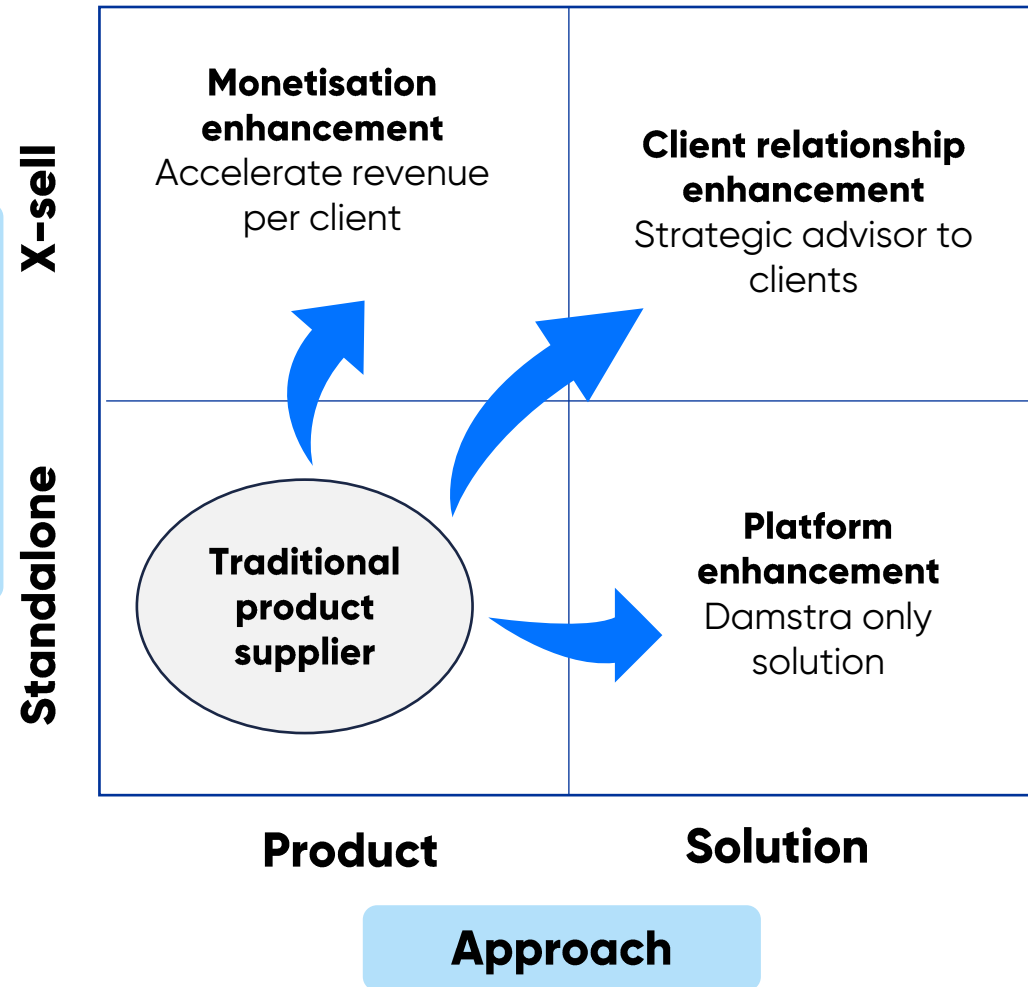 Monetisation
enhancement
Accelerate revenue
per client
Client relationship
enhancement
Strategic advisor to
clients
X-sell
Traditional
product
supplier
Platform
enhancement
Damstra only
solution
Standalone
Product
Solution
Approach